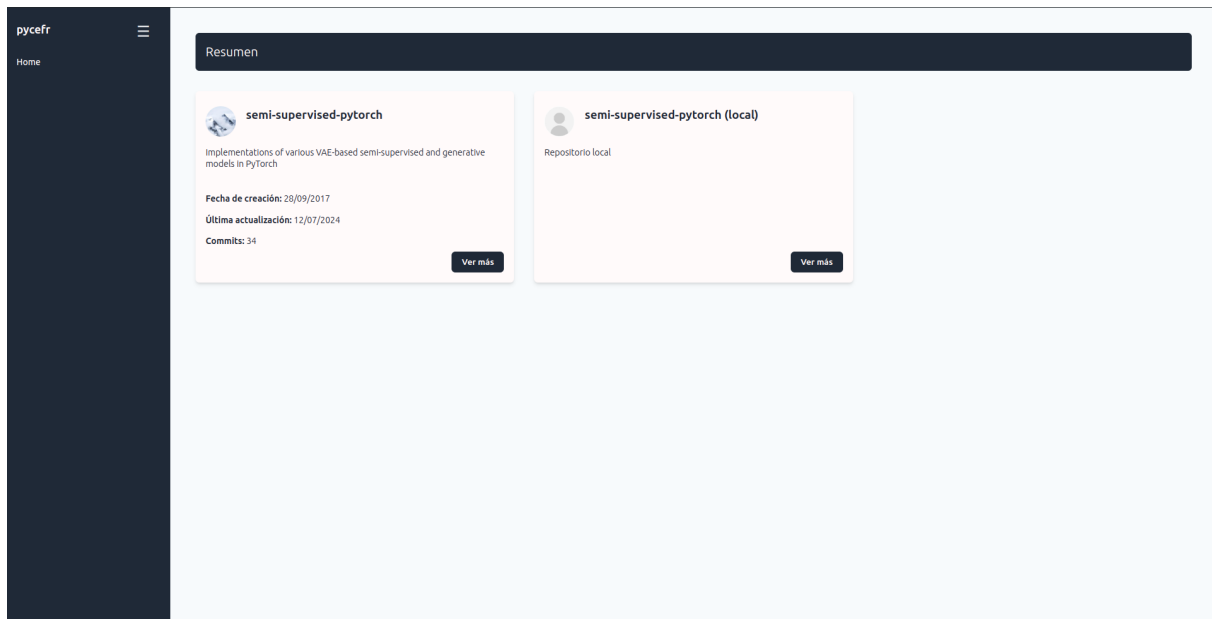 pycefr
Home
Resumen
semi-supervised-pytorch
Implementations of various VAE-based semi-supervised and generative
models in PyTorch
Fecha de creación: 28/09/2017
Última actualización: 12/07/2024
Commits: 34
Ver más
semi-supervised-pytorch (local)
Repositorio local
Ver más